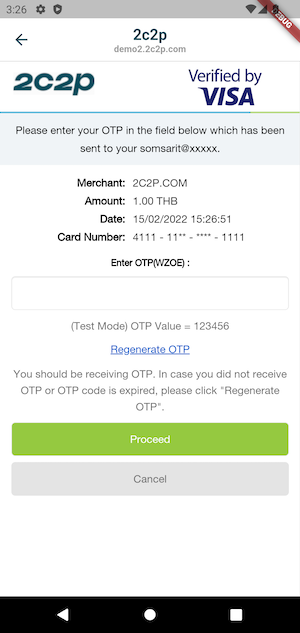 3:26
DEBUG
2c2p
demo2.2c2p.com
2c2p
Verified by
VISA
Please enter your OTP in the field below which has been
sent to your somsarit@xxxxx.
Merchant: 2C2P.COM
Amount: 1.00 THB
Date: 15/02/2022 15:26:51
Card Number: 4111 - 11** - **** - 1111
Enter OTP(WZOE) :
(Test Mode) OTP Value = 123456
Regenerate OTP
You should be receiving OTP. In case you did not receive
OTP or OTP code is expired, please click "Regenerate
OTP".
Proceed
Cancel